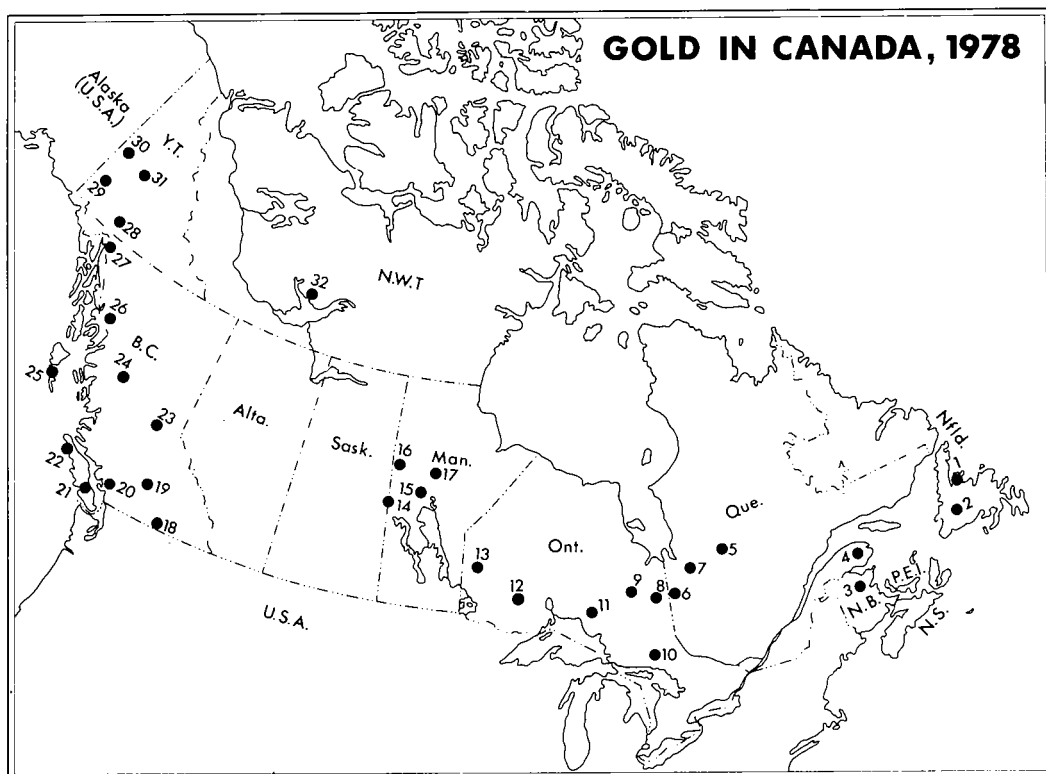 GOLD IN CANADA, 1978
Alaska
(U.S.A.)
Y.T.
30
31
29
28
27
32
N.W.T
26
B.C.
25
24
23
Alta.
Sask.
16
Man.
17
15
14
22
21
20
19
18
Nfld.
1
2
Que.
5
Ont.
13
7
4
12
9
8
6
3
P.E.I.
N.B.
11
N.S.
U.S.A.
10